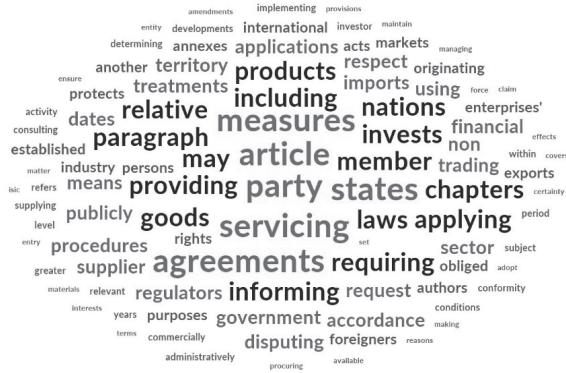 implementing provisions
amendments
entity developments international investor maintain
determining annexes applications acts markets managing
another territory products respect originating
ensure protects treatments including imports using force claim
activity dates relative measures nations enterprises'
consulting established paragraph may article invests financial effects
matter industry persons member non trading within covers
isic refers means providing party states chapters exports certainty
supplying publicly goods servicing laws applying period
level rights set
entry procedures agreements requiring sector subject
greater supplier obliged adopt
materials relevant regulators informing request authors conformity
interests years purposes government accordance conditions
terms commercially disputing foreigners making reasons
administratively procuring available